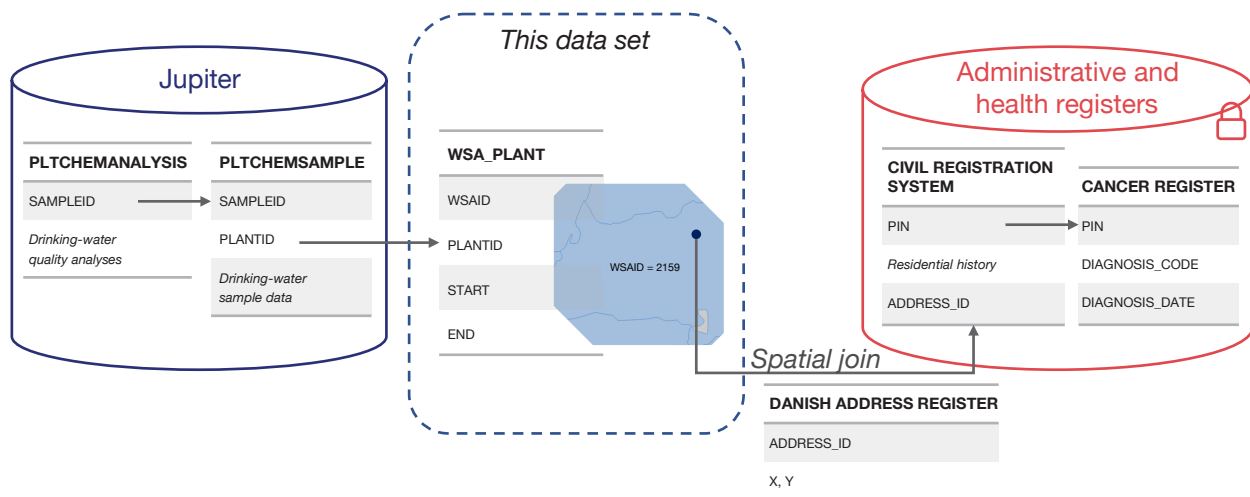 Jupiter
PLTCHEMANALYSIS
SAMPLEID
Drinking-water
quality analyses
PLTCHEMSAMPLE
SAMPLEID
PLANTID
Drinking-water
sample data
This data set
WSA_PLANT
WSAID
PLANTID
START
END
WSAID = 2159
Administrative and
health registers
CIVIL REGISTRATION
SYSTEM
PIN
Residential history
ADDRESS_ID
CANCER REGISTER
PIN
DIAGNOSIS_CODE
DIAGNOSIS_DATE
Spatial join
DANISH ADDRESS REGISTER
ADDRESS_ID
X, Y